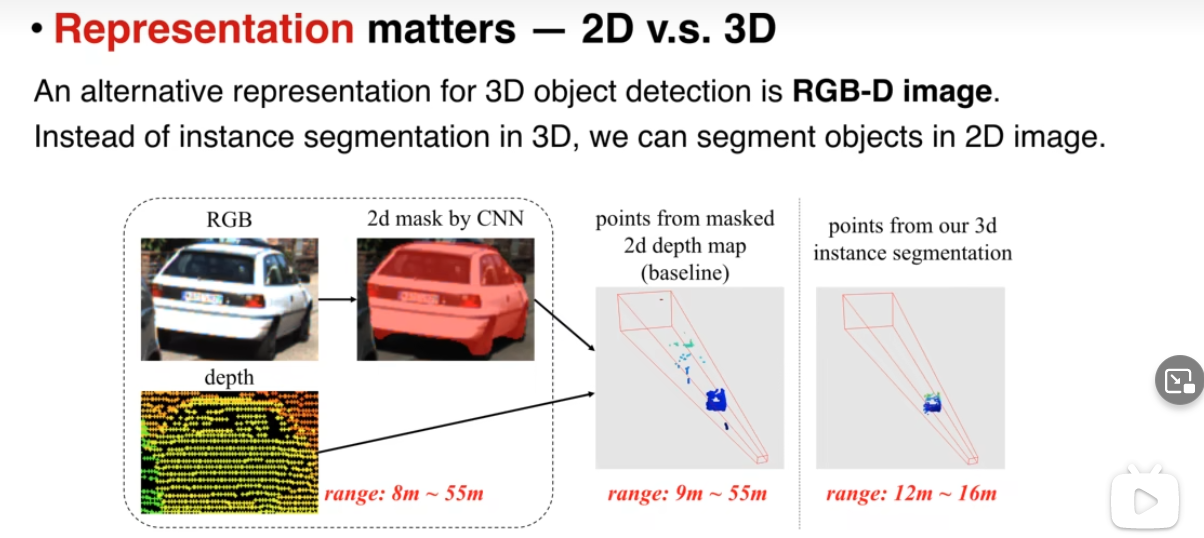 • Representation matters — 2D v.s. 3D
An alternative representation for 3D object detection is RGB-D image.
Instead of instance segmentation in 3D, we can segment objects in 2D image.
RGB
2d mask by CNN
depth
range: 8m ~ 55m
points from masked
2d depth map
(baseline)
range: 9m ~ 55m
points from our 3d
instance segmentation
range: 12m ~ 16m